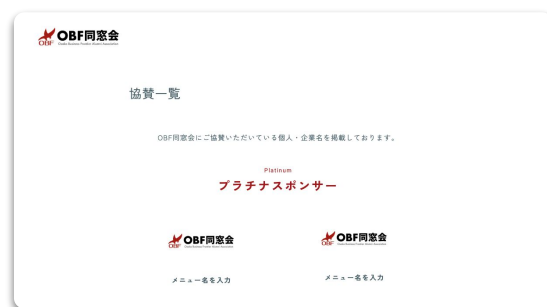 OBF同窓会
OBF
協賛一覧
OBF同窓会にご協賛いただいている個人・企業名を掲載しております。
Platinum
プラチナスポンサー
OBF同窓会
OBF
OBF同窓会
OBF
メニュー名を入力
メニュー名を入力